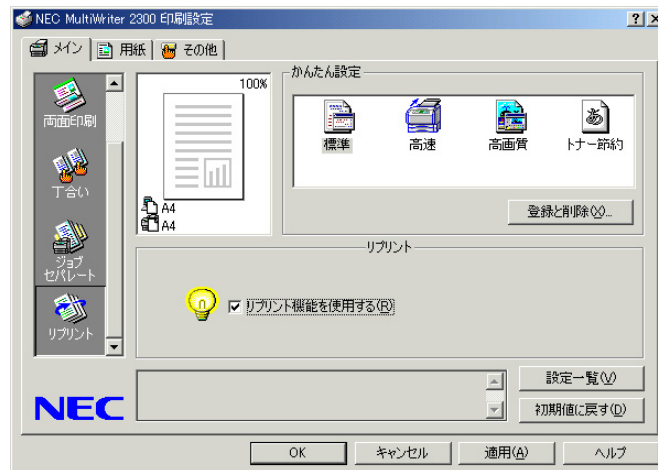 NEC MultiWriter 2300 印刷設定
メイン
用紙
その他
両面印刷
丁合い
ジョブ
セパレート
リプリント
100%
A4
A4
かんたん設定
標準
高速
高画質
トナー節約
登録と削除(X)...
リプリント
リプリント機能を使用する(R)
NEC
設定一覧(V)
初期値に戻す(D)
OK
キャンセル
適用(A)
ヘルプ